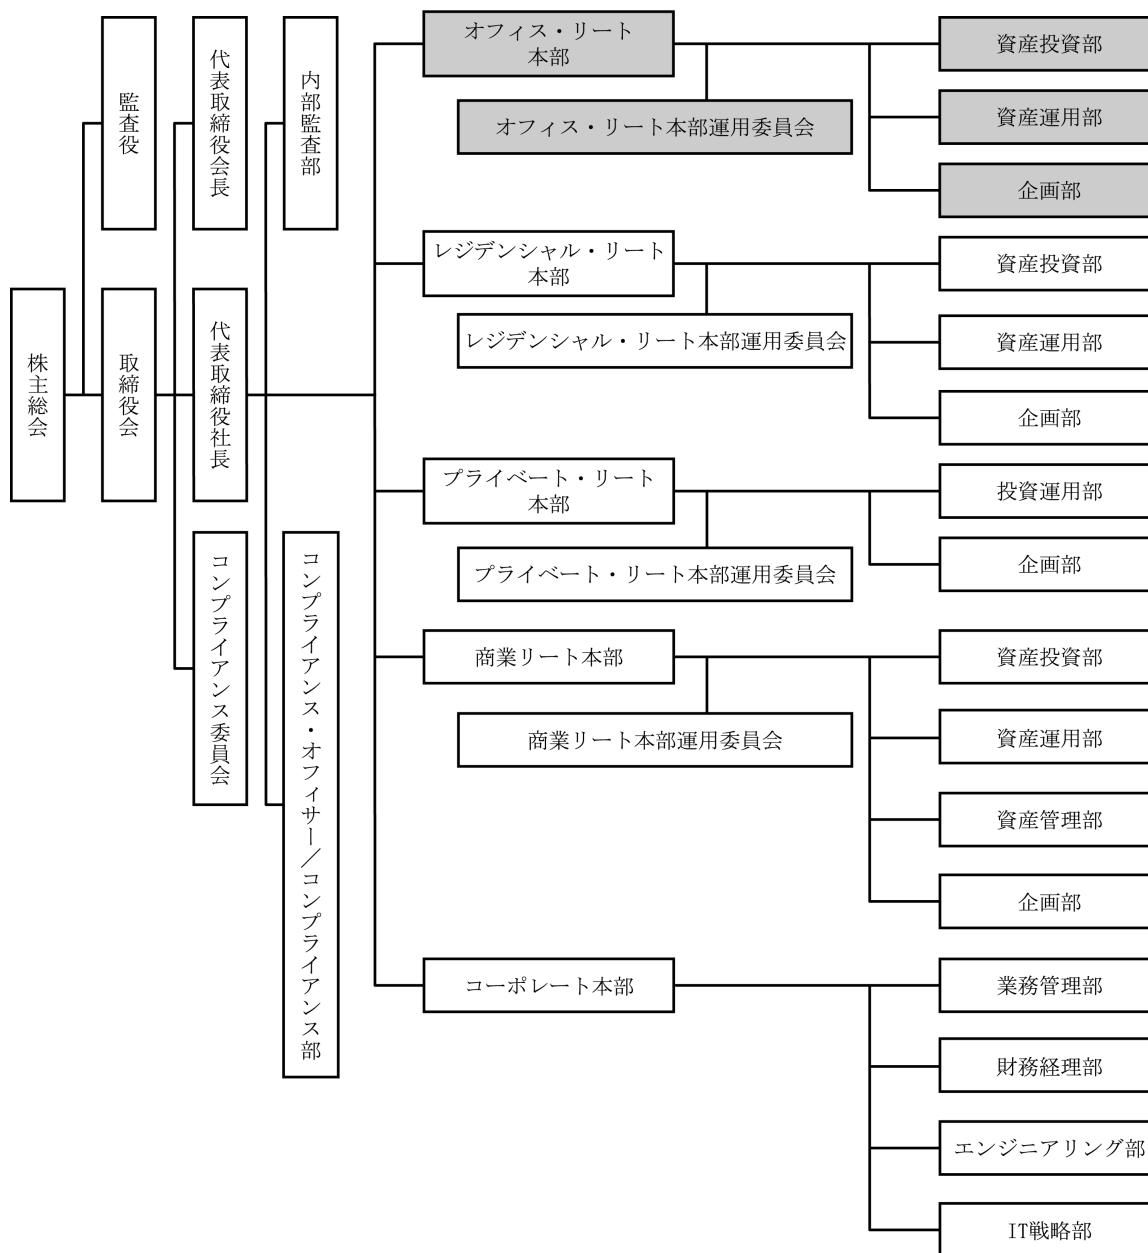 株主総会
監査役
取締役会
代表取締役会長
代表取締役社長
コンプライアンス委員会
内部監査部
コンプライアンス・オフィサー／コンプライアンス部
オフィス・リート
本部
オフィス・リート本部運用委員会
資産投資部
資産運用部
企画部
レジデンシャル・リート
本部
レジデンシャル・リート本部運用委員会
資産投資部
資産運用部
企画部
プライベート・リート
本部
プライベート・リート本部運用委員会
投資運用部
企画部
商業リート本部
商業リート本部運用委員会
資産投資部
資産運用部
資産管理部
企画部
コーポレート本部
業務管理部
財務経理部
エンジニアリング部
IT戦略部